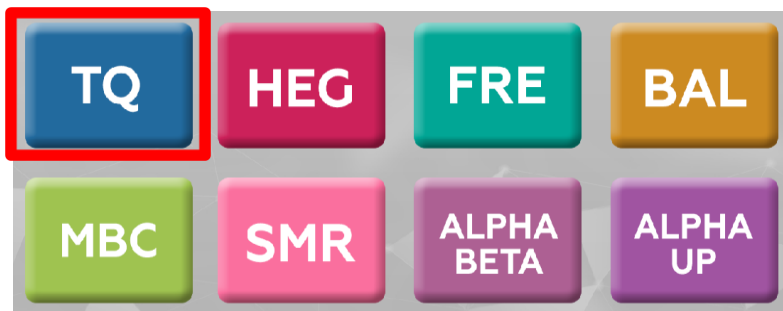 TQ
HEG
FRE
BAL
MBC
SMR
ALPHA
BETA
ALPHA
UP